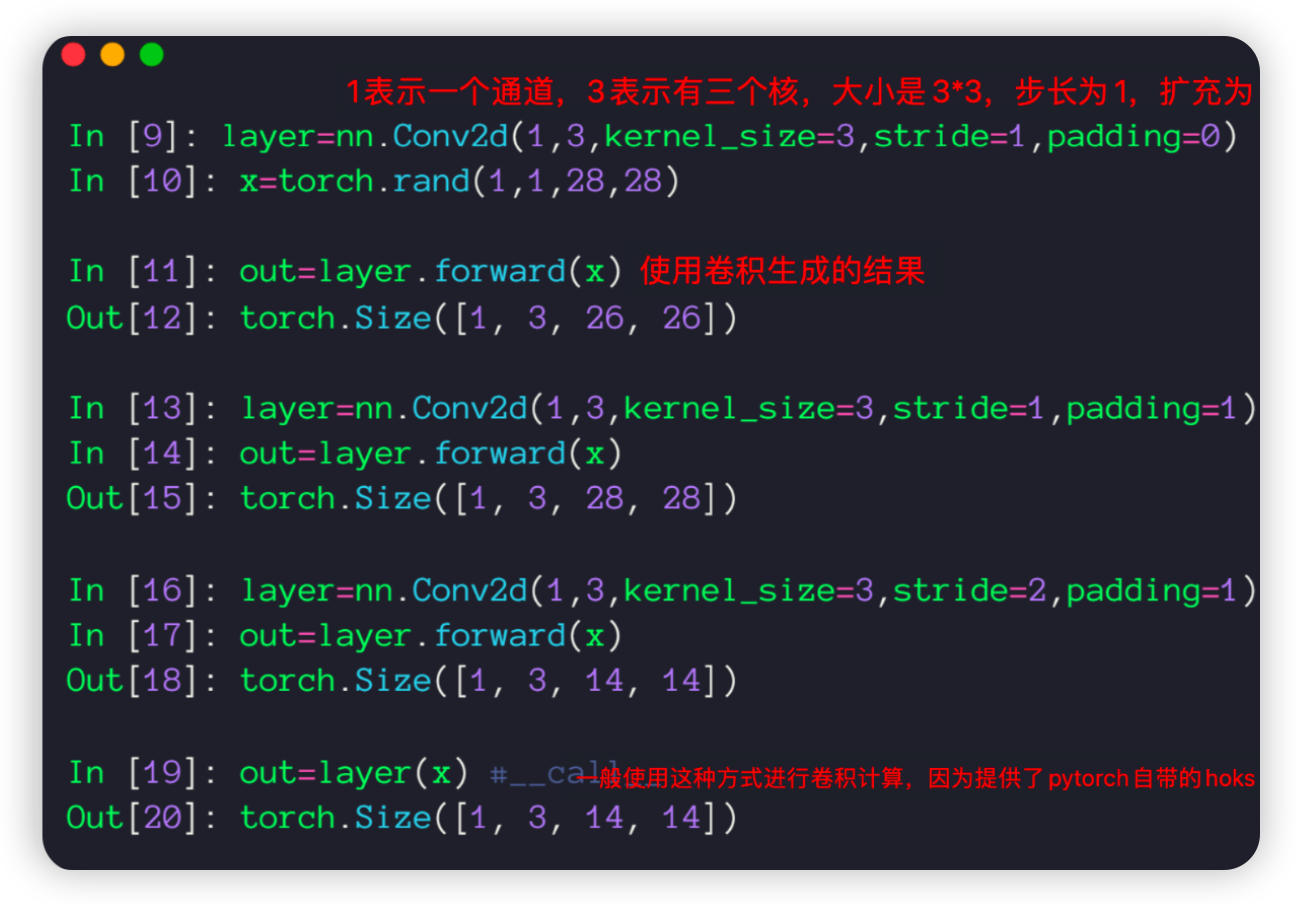 1表示一个通道，3表示有三个核，大小是3*3，步长为1，扩充为
In [9]: layer=nn.Conv2d(1,3,kernel_size=3,stride=1,padding=0)
In [10]: x=torch.rand(1,1,28,28)
In [11]: out=layer.forward(x) 使用卷积生成的结果
Out[12]: torch.Size([1, 3, 26, 26])
In [13]: layer=nn.Conv2d(1,3,kernel_size=3,stride=1,padding=1)
In [14]: out=layer.forward(x)
Out[15]: torch.Size([1, 3, 28, 28])
In [16]: layer=nn.Conv2d(1,3,kernel_size=3,stride=2,padding=1)
In [17]: out=layer.forward(x)
Out[18]: torch.Size([1, 3, 14, 14])
In [19]: out=layer(x) #__call__ 一般使用这种方式进行卷积计算，因为提供了pytorch自带的hoks
Out[20]: torch.Size([1, 3, 14, 14])